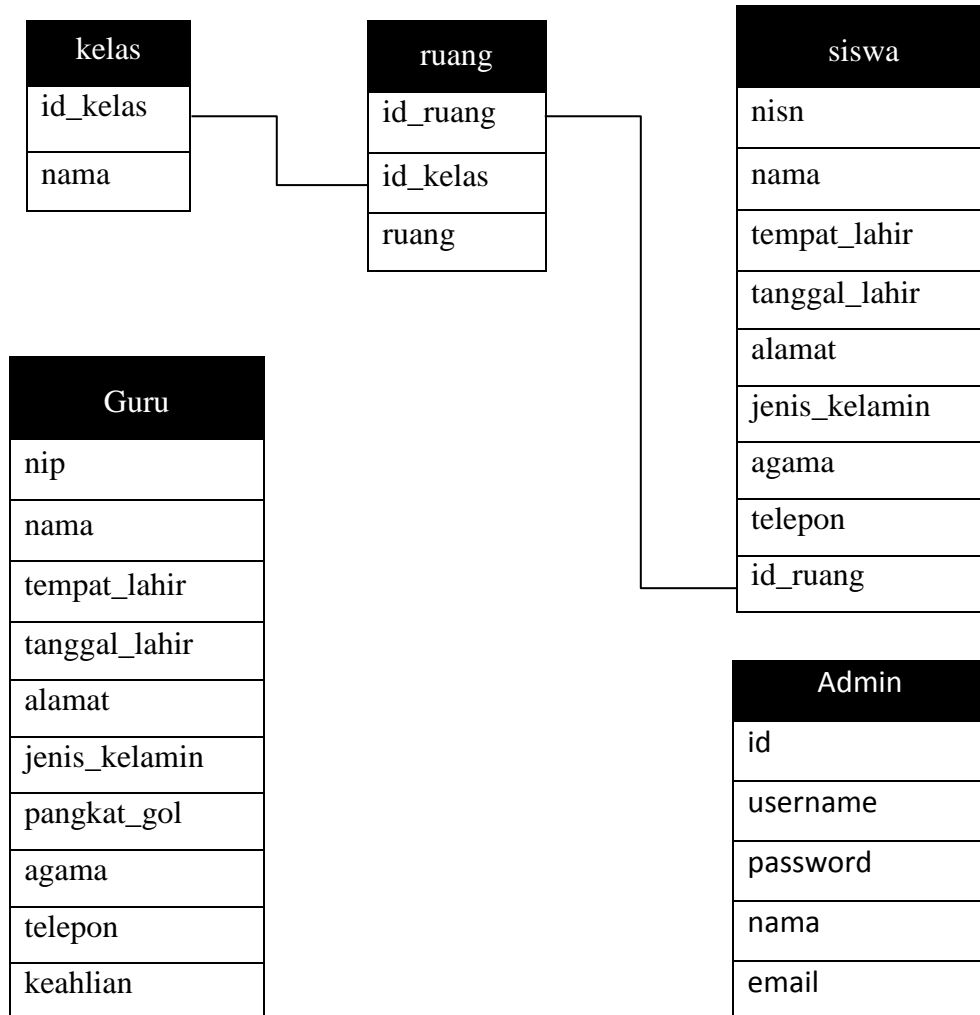 kelas
id_kelas
nama
ruang
id_ruang
id_kelas
ruang
siswa
nisn
nama
tempat_lahir
tanggal_lahir
alamat
jenis_kelamin
agama
telepon
id_ruang
Guru
nip
nama
tempat_lahir
tanggal_lahir
alamat
jenis_kelamin
pangkat_gol
agama
telepon
keahlian
Admin
id
username
password
nama
email